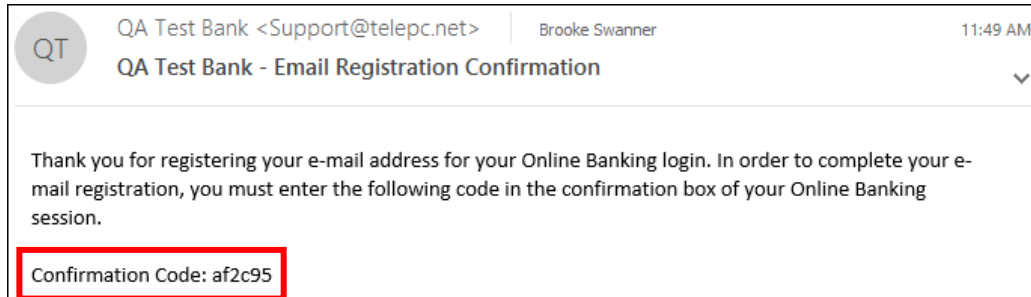 QT
QA Test Bank <Support@telepc.net> Brooke Swanner 11:49 AM
QA Test Bank - Email Registration Confirmation
Thank you for registering your e-mail address for your Online Banking login. In order to complete your e-
mail registration, you must enter the following code in the confirmation box of your Online Banking
session.
Confirmation Code: af2c95